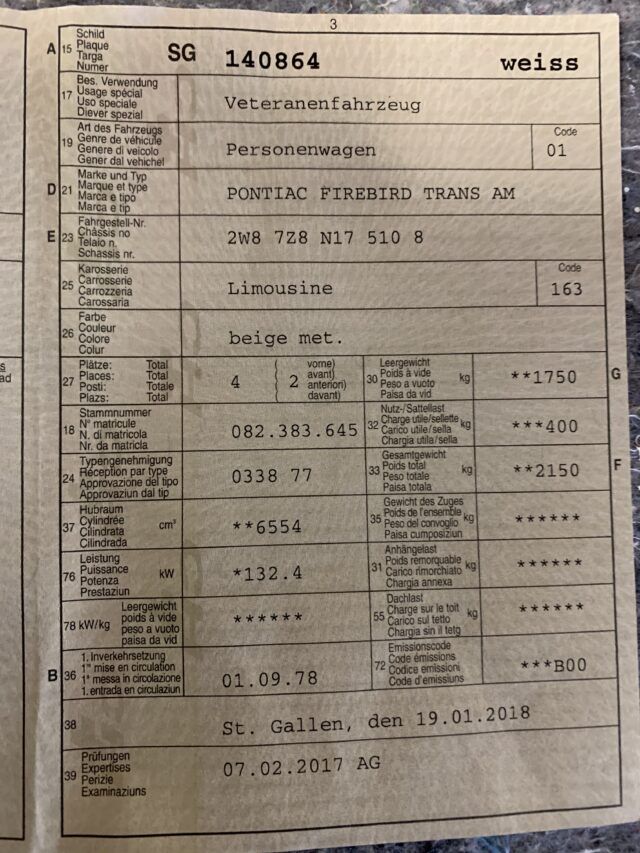 3
A 15 Schild
Plaque
Targa
Numer
SG 140864 weiss
17 Bes. Verwendung
Usage spécial
Uso speciale
Diever spezial
Veteranenfahrzeug
19 Art des Fahrzeugs
Genre de véhicule
Genere di veicolo
Gener dal vehichel
Personenwagen
Code
01
D 21 Marke und Typ
Marque et type
Marca e tipo
Marca e tip
PONTIAC FIREBIRD TRANS AM
E 23 Fahrgestell-Nr.
Châssis no
Telaio n.
Schassis nr.
2W8 7Z8 N17 510 8
25 Karosserie
Carrosserie
Carrozzeria
Carossaria
Limousine
Code
163
26 Farbe
Couleur
Colore
Colur
beige met.
27 Plätze: Total
Places: Total
Posti: Totale
Plazs: Total
4
( vorne)
2 avant)
( anteriori)
davant)
30 Leergewicht
Poids à vide
Peso a vuoto
Paisa da vid
kg
**1750
G
18 Stammnummer
N° matricule
N. di matricola
Nr. da matricla
082.383.645
32 Nutz-/Sattellast
Charge utile/sellette
Carico utile/sella
Chargia utila/sella
kg
***400
24 Typengenehmigung
Réception par type
Approvazione del tipo
Approvaziun dal tip
0338 77
33 Gesamtgewicht
Poids total
Peso totale
Paisa totala
kg
**2150
F
37 Hubraum
Cylindrée
Cilindrata
Cilindrada
cm³
**6554
35 Gewicht des Zuges
Poids de l'ensemble
Peso del convoglio
Paisa cumposiziun
kg
******
76 Leistung
Puissance
Potenza
Prestaziun
kW
*132.4
31 Anhängelast
Poids remorquable
Carico rimorchiato
Chargia annexa
kg
******
78 kW/kg
Leergewicht
poids à vide
peso a vuoto
paisa da vid
******
55 Dachlast
Charge sur le toit
Carico sul tetto
Chargia sin il tetg
kg
******
B 36 1. Inverkehrsetzung
1re mise en circulation
1a messa in circolazione
1. entrada en circulaziun
01.09.78
72 Emissionscode
Code émissions
Codice emissioni
Code d'emissiuns
***B00
38
St. Gallen, den 19.01.2018
39 Prüfungen
Expertises
Perizie
Examinaziuns
07.02.2017 AG